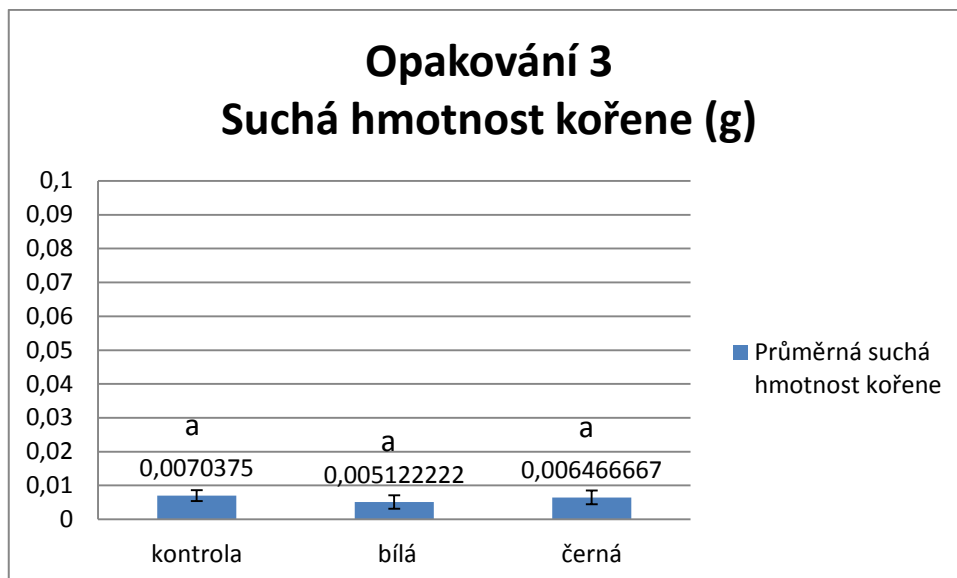 Opakování 3
Suchá hmotnost kořene (g)
0,1
0,09
0,08
0,07
0,06
0,05
0,04
0,03
0,02
0,01
0
a
a
a
0,0070375
0,005122222
0,006466667
kontrola
bílá
černá
Průměrná suchá
hmotnost kořene